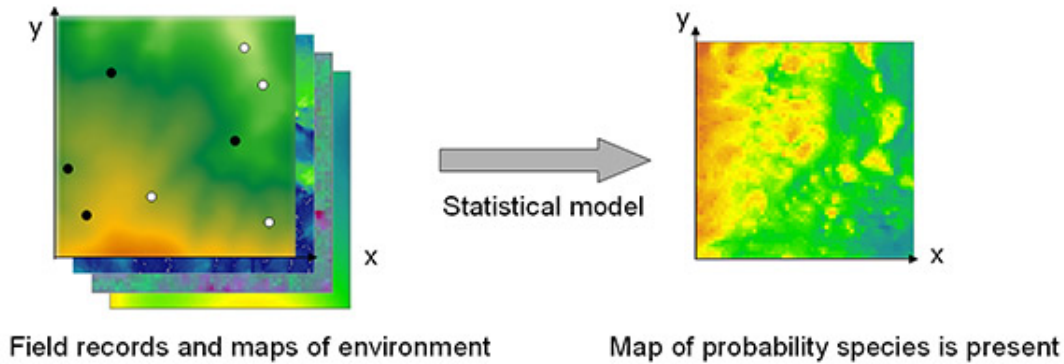 y
x
Field records and maps of environment
Statistical model
y
x
Map of probability species is present